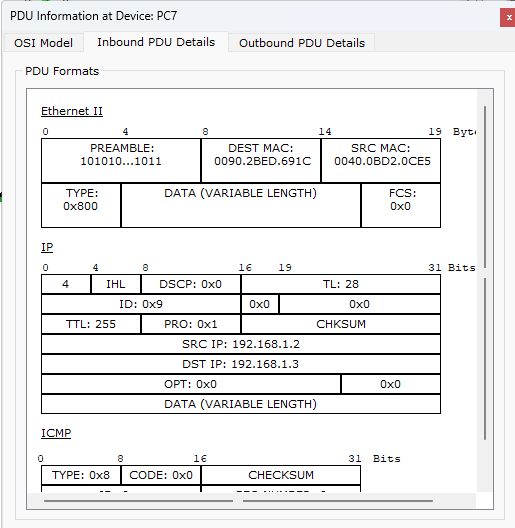 PDU Information at Device: PC7
x
OSI Model Inbound PDU Details Outbound PDU Details
PDU Formats
Ethernet II
0 4 8 14 19 Byte
PREAMBLE: 101010...1011 DEST MAC: 0090.2BED.691C SRC MAC: 0040.0BD2.0CE5
TYPE: 0x800 DATA (VARIABLE LENGTH) FCS: 0x0
IP
0 4 8 16 19 31 Bits
4 IHL DSCP: 0x0 TL: 28
ID: 0x9 0x0 0x0
TTL: 255 PRO: 0x1 CHKSUM
SRC IP: 192.168.1.2
DST IP: 192.168.1.3
OPT: 0x0 0x0
DATA (VARIABLE LENGTH)
ICMP
0 8 16 31 Bits
TYPE: 0x8 CODE: 0x0 CHECKSUM